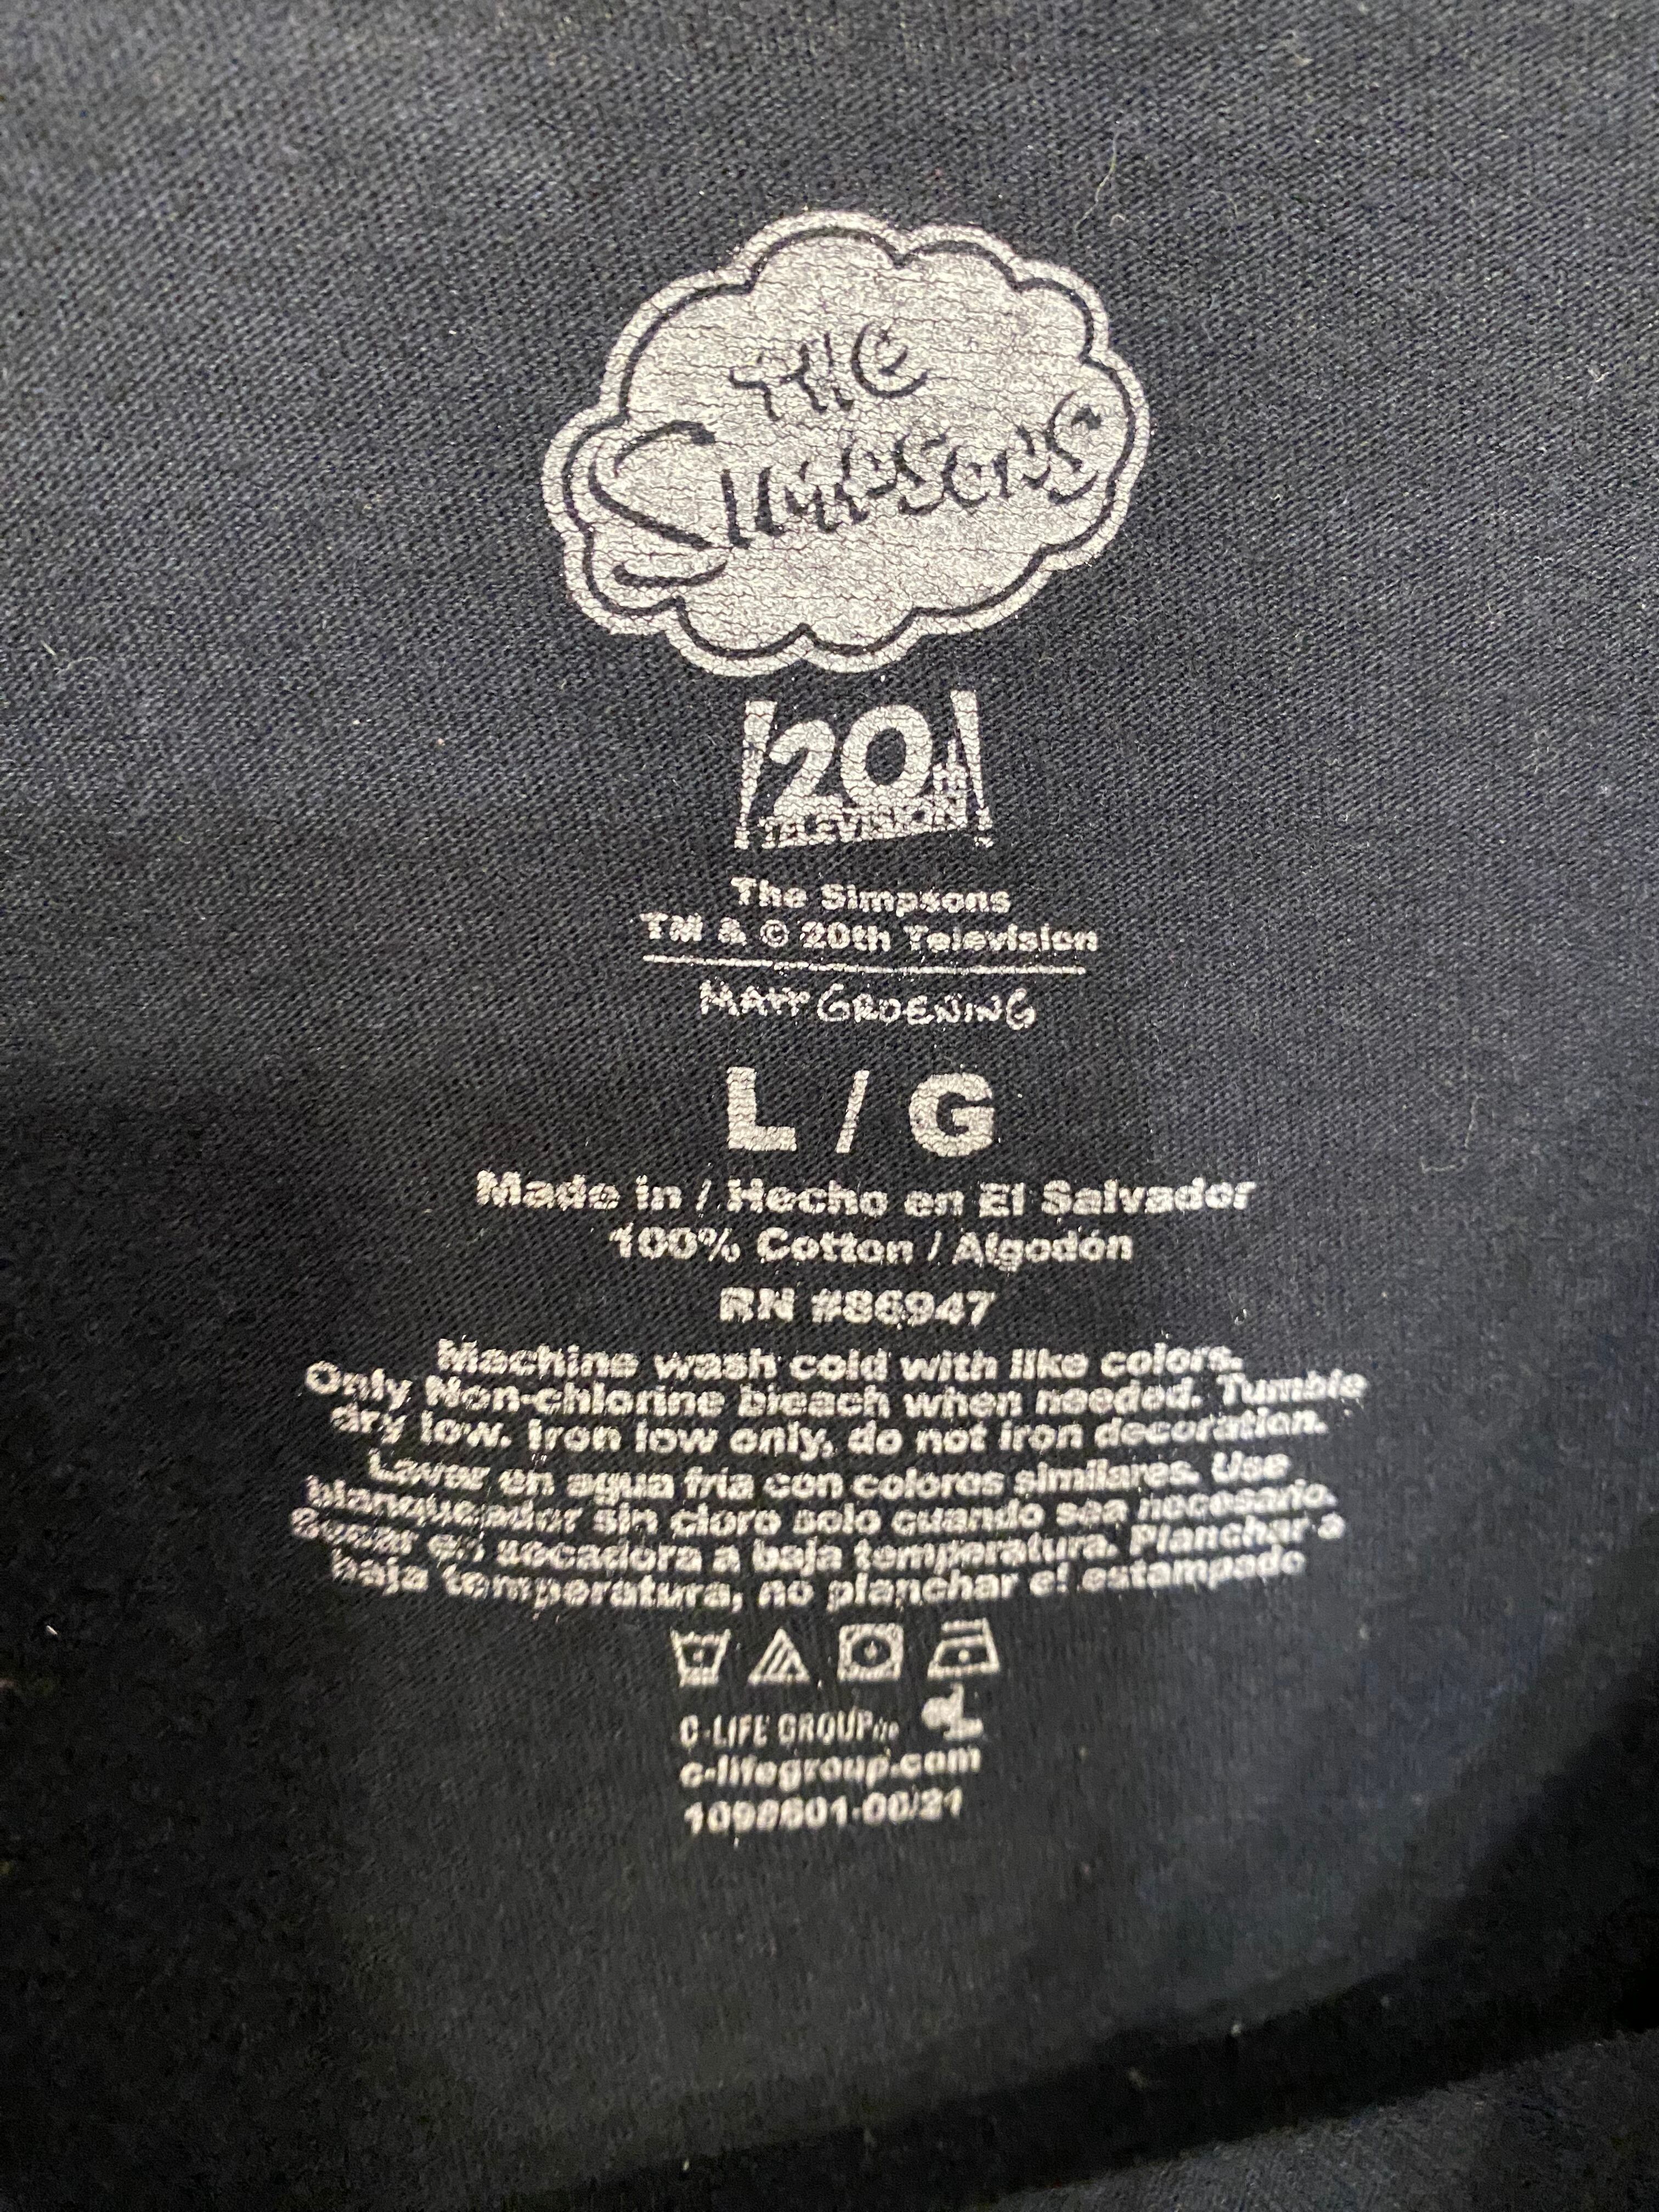 THE
SIMPSONS
20th
TELEVISION
The Simpsons
TM & © 20th Television
MATT GROENING
L / G
Made in / Hecho en El Salvador
100% Cotton / Algodón
RN #86947
Machine wash cold with like colors.
Only Non-chlorine bleach when needed. Tumble
dry low. Iron low only, do not iron decoration.
Lavar en agua fria con colores similares. Use
blanqueador sin cloro solo cuando sea necesario.
Secar en secadora a baja temperatura. Planchar a
baja temperatura, no planchar el estampado
C-LIFE GROUP
c-lifegroup.com